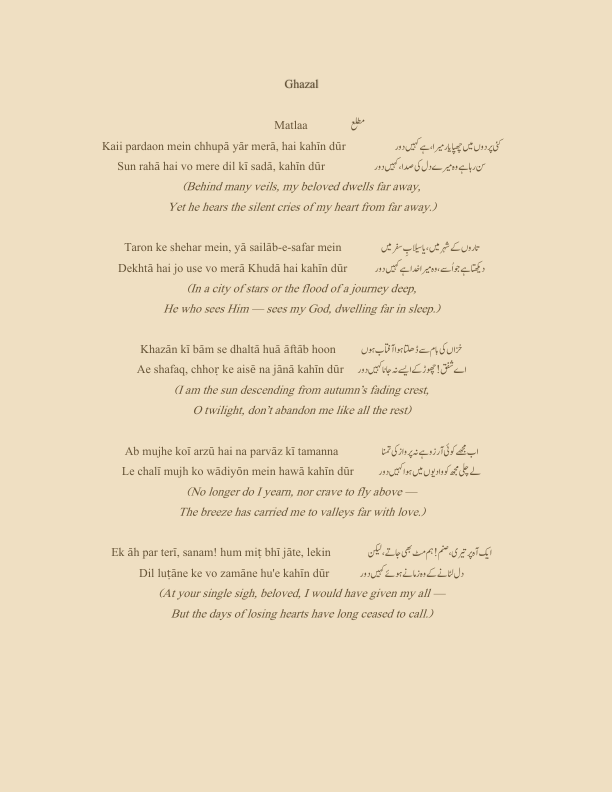 Ghazal
Matlaa مطلع
Kaii pardaon mein chhupā yār merā, hai kahīn dūr کئی پردوں میں چھپا یار میرا، ہے کہیں دور
Sun rahā hai vo mere dil kī sadā, kahīn dūr سن رہا ہے وہ میرے دل کی صدا، کہیں دور
(Behind many veils, my beloved dwells far away,
Yet he hears the silent cries of my heart from far away.)
Taron ke shehar mein, yā sailāb-e-safar mein تاروں کے شہر میں، یا سیلابِ سفر میں
Dekhtā hai jo use vo merā Khudā hai kahīn dūr دیکھتا ہے جو اُسے، وہ میرا خدا ہے کہیں دور
(In a city of stars or the flood of a journey deep,
He who sees Him — sees my God, dwelling far in sleep.)
Khazān kī bām se dhaltā huā āftāb hoon خزاں کی بام سے ڈھلتا ہوا آفتاب ہوں
Ae shafaq, chhoṛ ke aisē na jānā kahīn dūr اے شفق! چھوڑ کے ایسے نہ جانا کہیں دور
(I am the sun descending from autumn’s fading crest,
O twilight, don’t abandon me like all the rest)
Ab mujhe koī arzū hai na parvāz kī tamanna اب مجھے کوئی آرزو ہے نہ پرواز کی تمنا
Le chalī mujh ko wādiyōn mein hawā kahīn dūr لے چلی مجھ کو وادیوں میں ہوا کہیں دور
(No longer do I yearn, nor crave to fly above —
The breeze has carried me to valleys far with love.)
Ek āh par terī, sanam! hum miṭ bhī jāte, lekin ایک آہ پر تیری، صنم! ہم مٹ بھی جاتے، لیکن
Dil luṭāne ke vo zamāne hu'e kahīn dūr دل لٹانے کے وہ زمانے ہوئے کہیں دور
(At your single sigh, beloved, I would have given my all —
But the days of losing hearts have long ceased to call.)